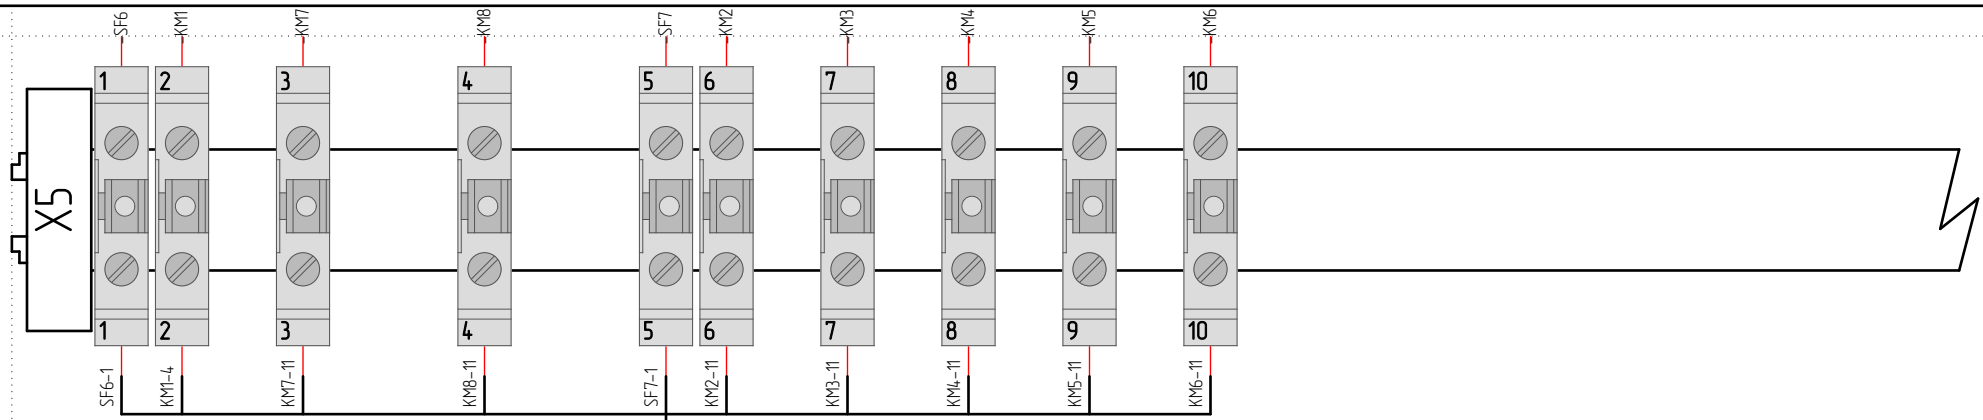 SF6 KM1 KM7 KM8 SF7 KM2 KM3 KM4 KM5 KM6
1 2 3 4 5 6 7 8 9 10
X5
1 2 3 4 5 6 7 8 9 10
SF6-1 KM1-4 KM7-11 KM8-11 SF7-1 KM2-11 KM3-11 KM4-11 KM5-11 KM6-11